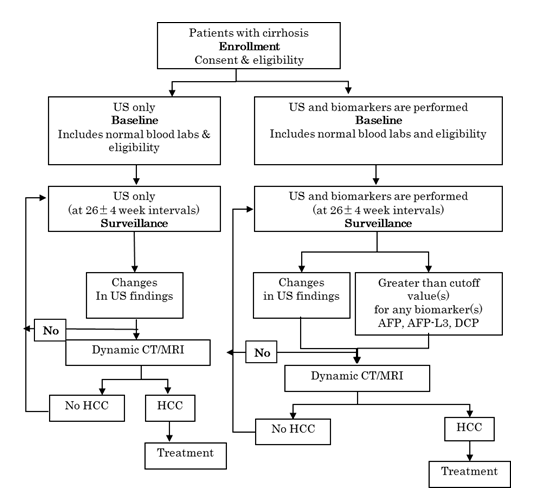 Patients with cirrhosis
Enrollment
Consent & eligibility
US only
Baseline
Includes normal blood labs &
eligibility
US and biomarkers are performed
Baseline
Includes normal blood labs and eligibility
US only
(at 26± 4 week intervals)
Surveillance
US and biomarkers are performed
(at 26± 4 week intervals)
Surveillance
Changes
In US findings
Changes
in US findings
Greater than cutoff
value(s)
for any biomarker(s)
AFP, AFP-L3, DCP
No
Dynamic CT/MRI
No
Dynamic CT/MRI
No HCC
HCC
No HCC
HCC
Treatment
Treatment